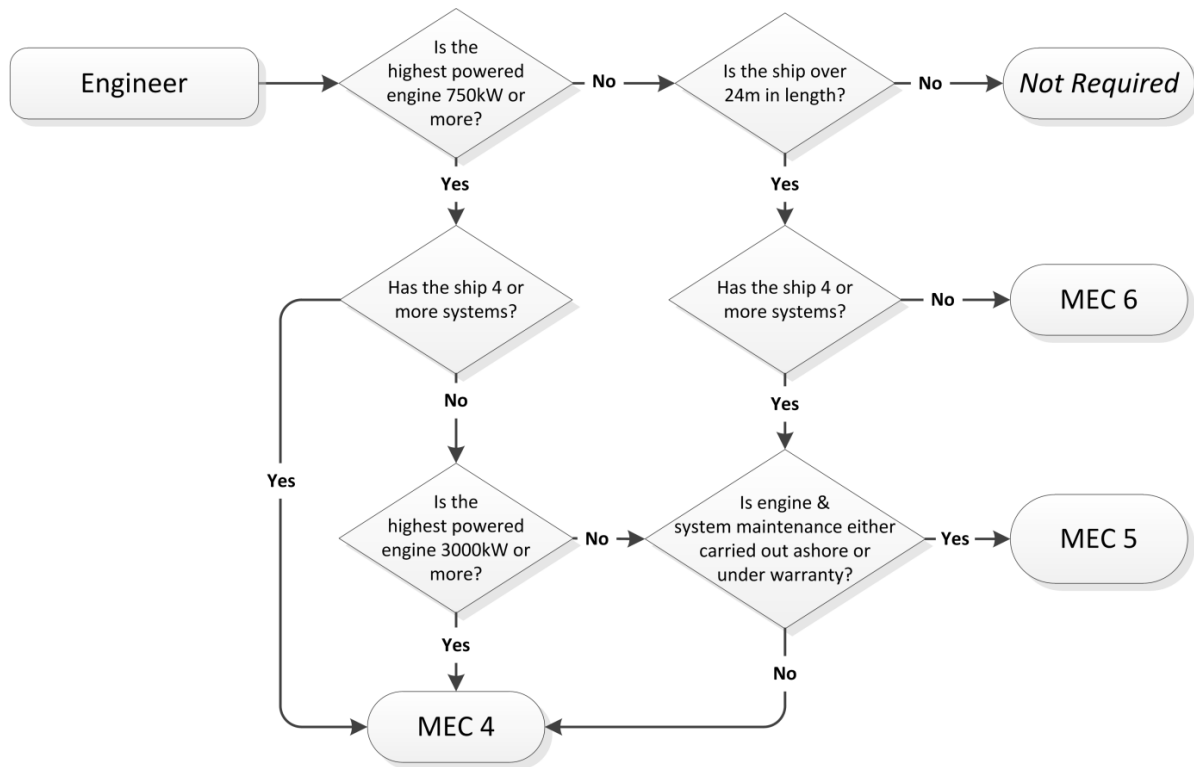 Engineer
Is the
highest powered
engine 750kW or
more?
No
Is the ship over
24m in length?
No
Not Required
Yes
Yes
Has the ship 4 or
more systems?
Has the ship 4 or
more systems?
No
MEC 6
No
Yes
Yes
Is the
highest powered
engine 3000kW or
more?
No
Is engine &
system maintenance either
carried out ashore or
under warranty?
Yes
MEC 5
Yes
No
MEC 4